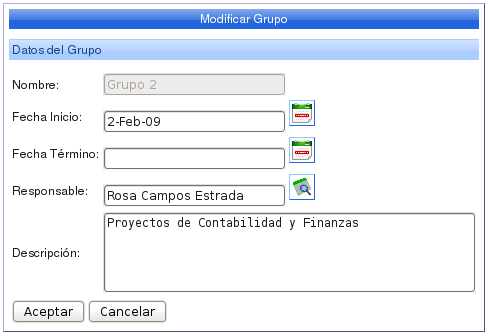 Modificar Grupo
Datos del Grupo
Nombre: Grupo 2
Fecha Inicio: 2-Feb-09
Fecha Término:
Responsable: Rosa Campos Estrada
Descripción: Proyectos de Contabilidad y Finanzas
Aceptar Cancelar